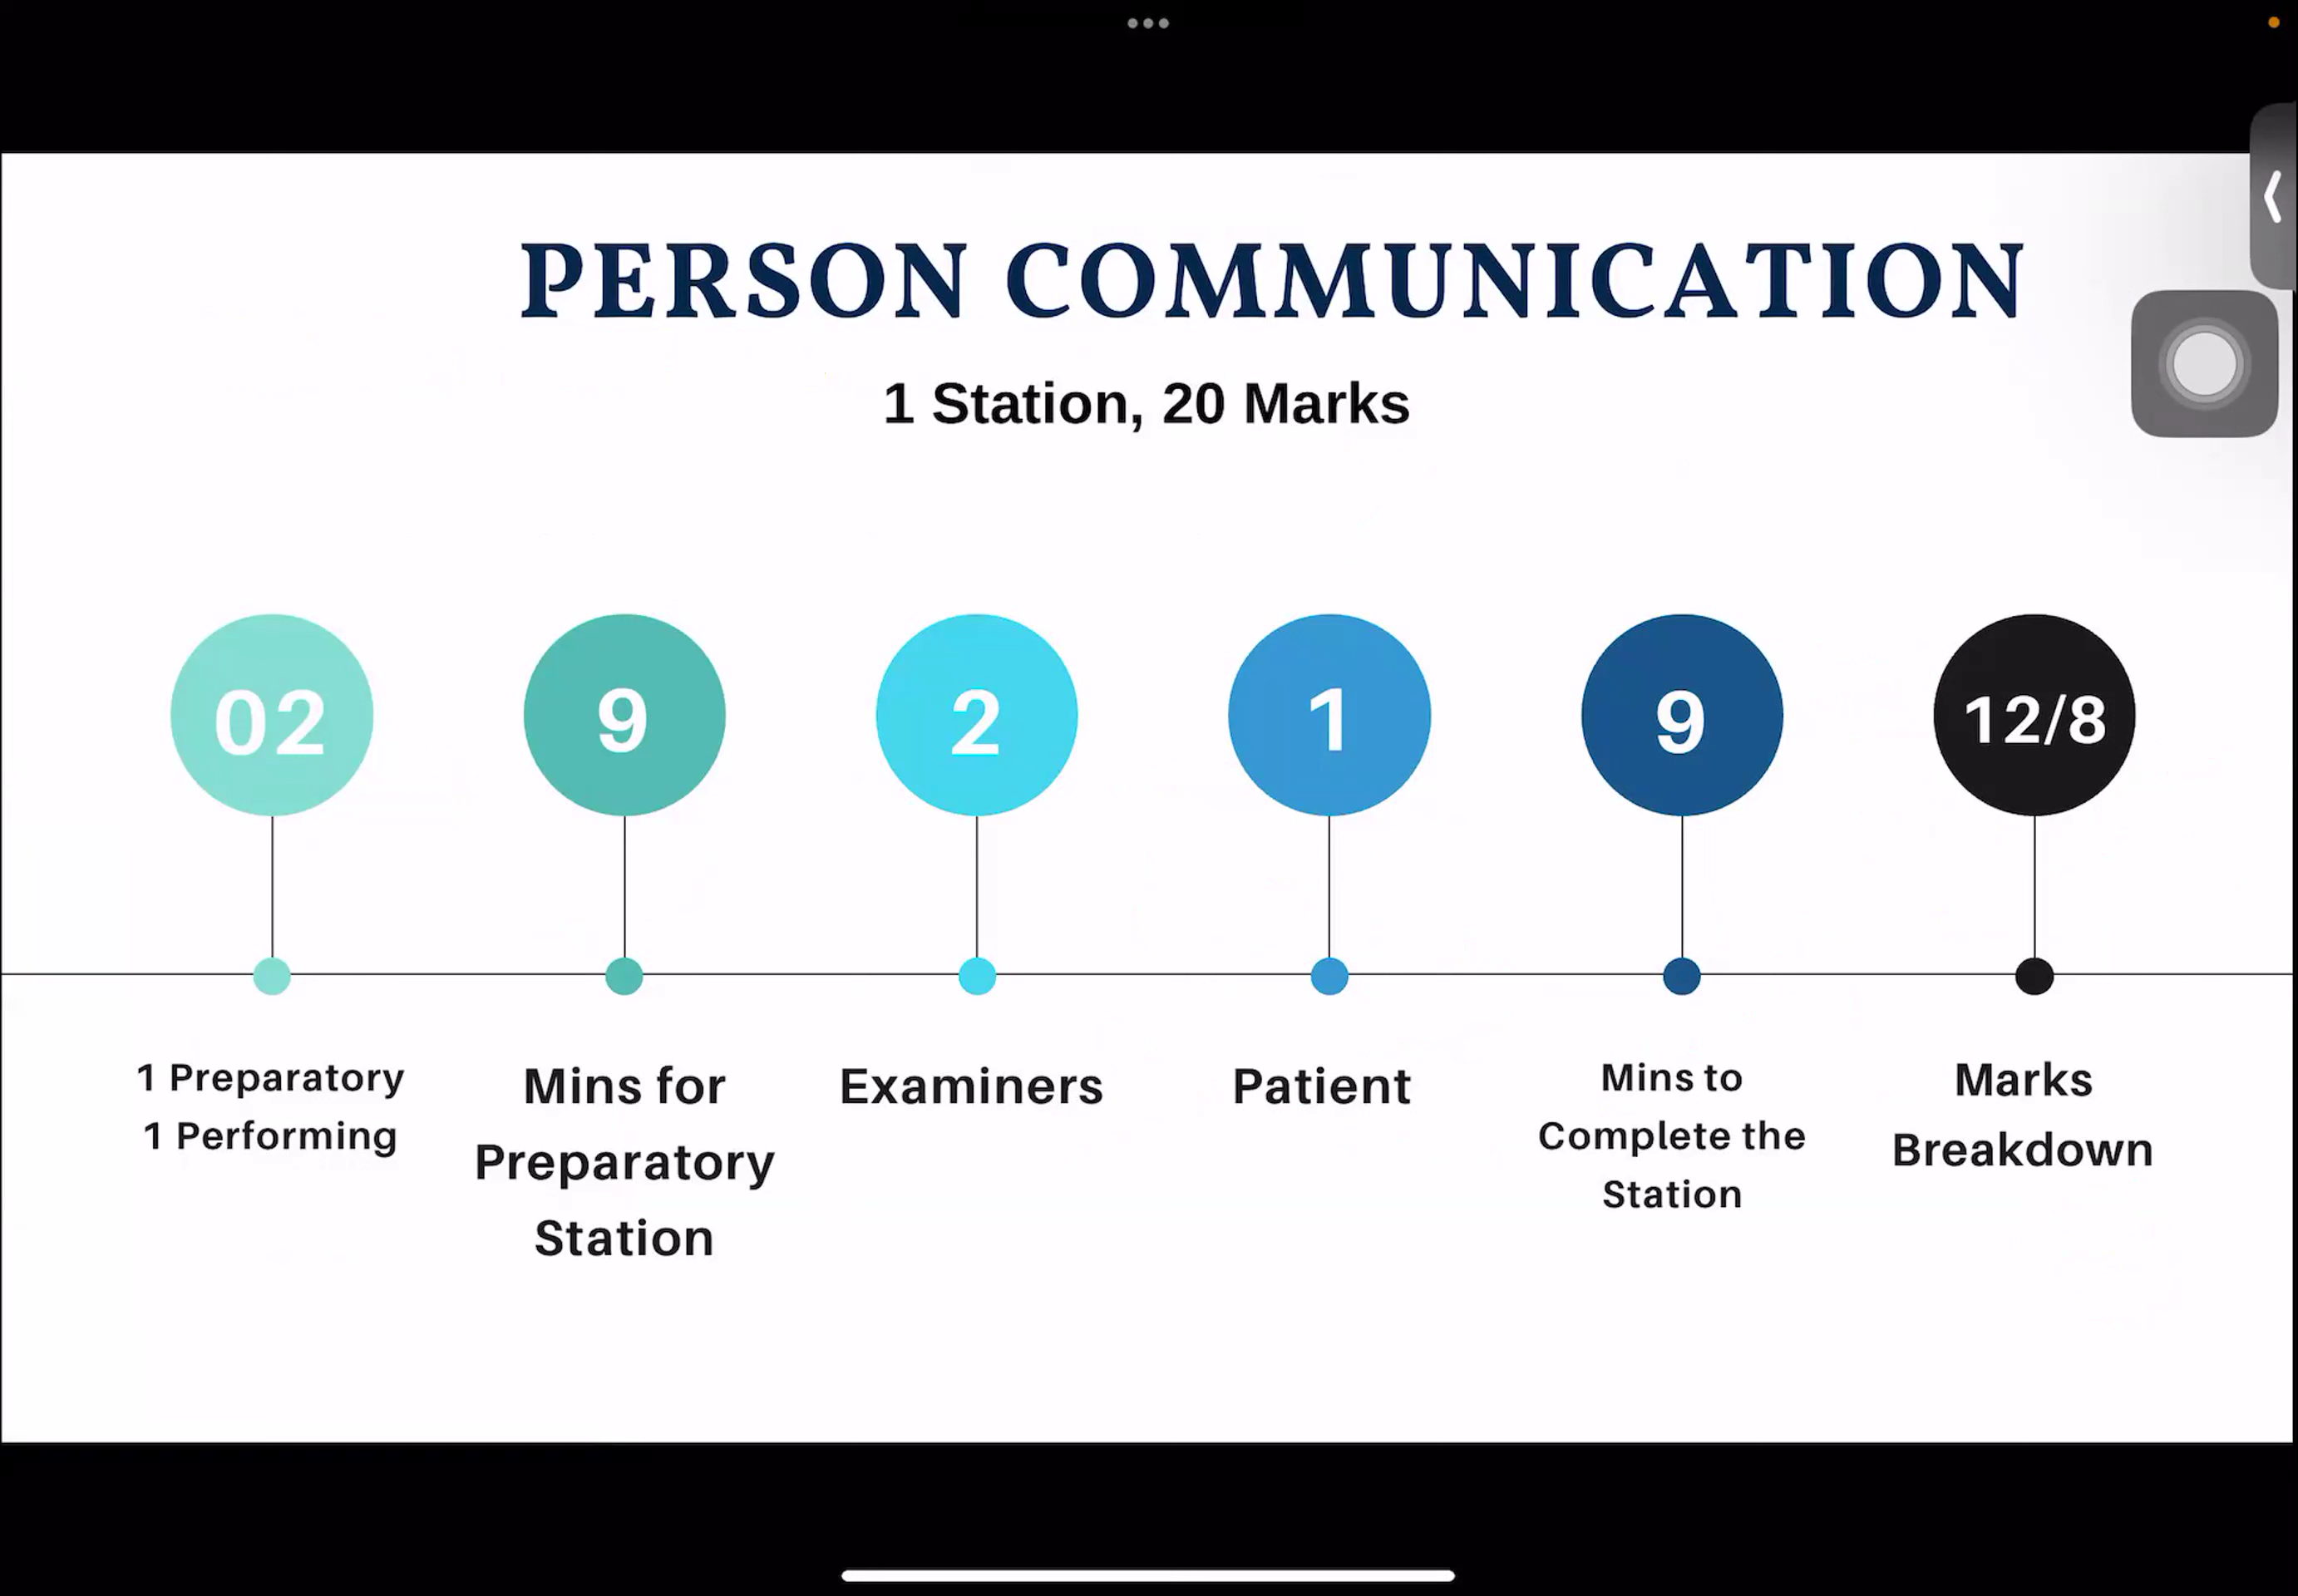 PERSON COMMUNICATION
1 Station, 20 Marks
02
9
2
1
9
12/8
1 Preparatory
1 Performing
Mins for
Preparatory
Station
Examiners
Patient
Mins to
Complete the
Station
Marks
Breakdown